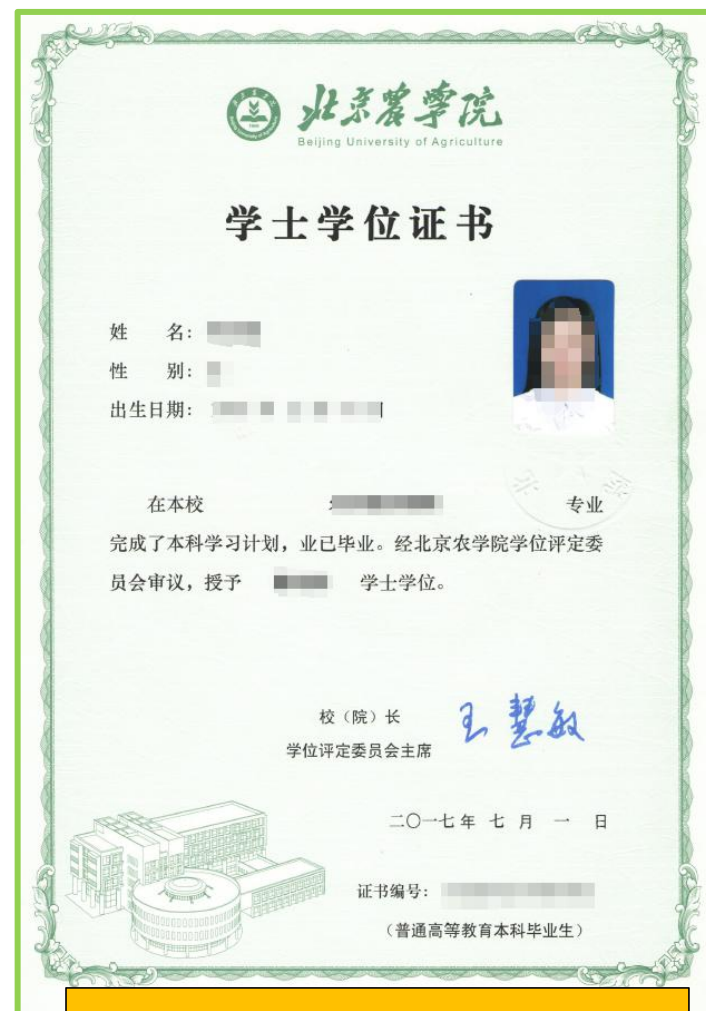 北京农学院
Beijing University of Agriculture
学士学位证书
姓 名:
性 别:
出生日期:
在本校 专业
完成了本科学习计划，业已毕业。经北京农学院学位评定委
员会审议，授予 学士学位。
校（院）长 王慧敏
学位评定委员会主席
二〇一七年 七 月 一 日
证书编号:
（普通高等教育本科毕业生）